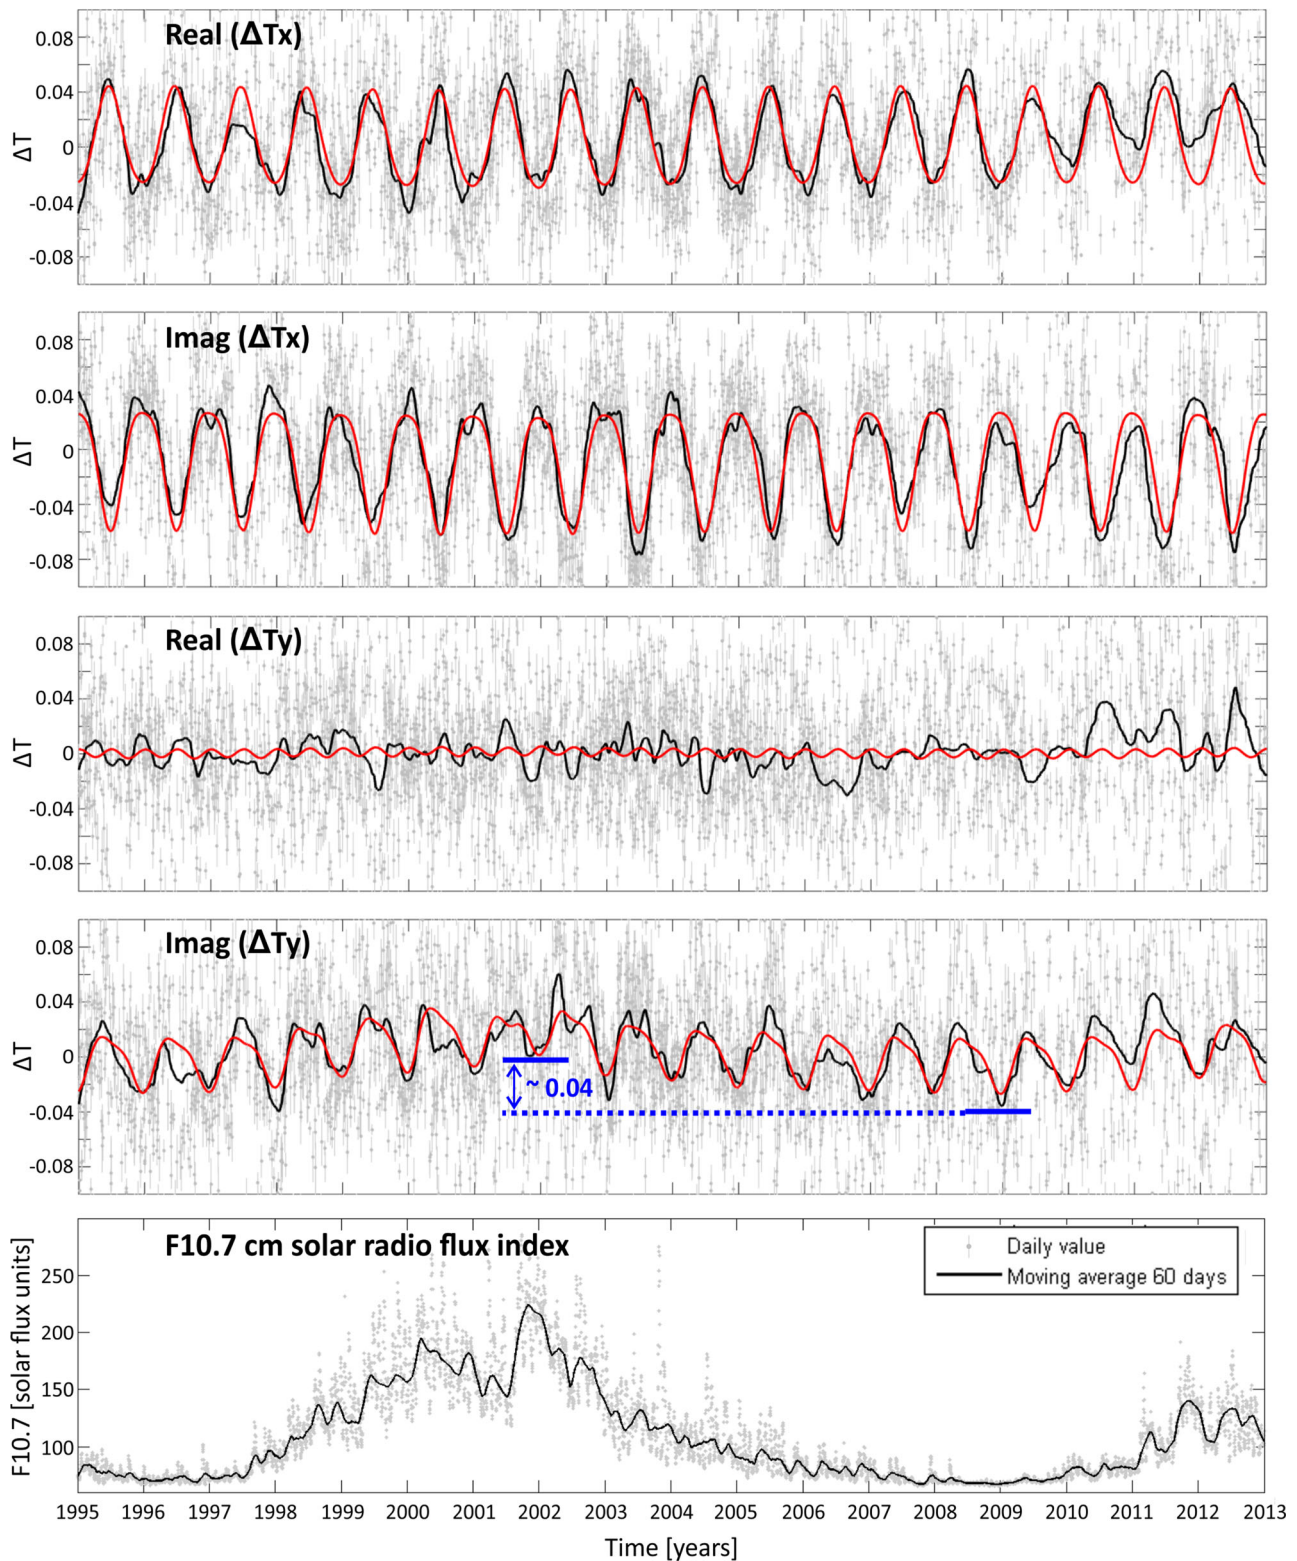 Real (ΔTx)
0.08
0.04
0
-0.04
-0.08
ΔT
Imag (ΔTx)
0.08
0.04
0
-0.04
-0.08
ΔT
Real (ΔTy)
0.08
0.04
0
-0.04
-0.08
ΔT
Imag (ΔTy)
0.08
0.04
0
-0.04
-0.08
ΔT
~ 0.04
F10.7 cm solar radio flux index
Daily value
Moving average 60 days
250
200
150
100
F10.7 [solar flux units]
1995 1996 1997 1998 1999 2000 2001 2002 2003 2004 2005 2006 2007 2008 2009 2010 2011 2012 2013
Time [years]